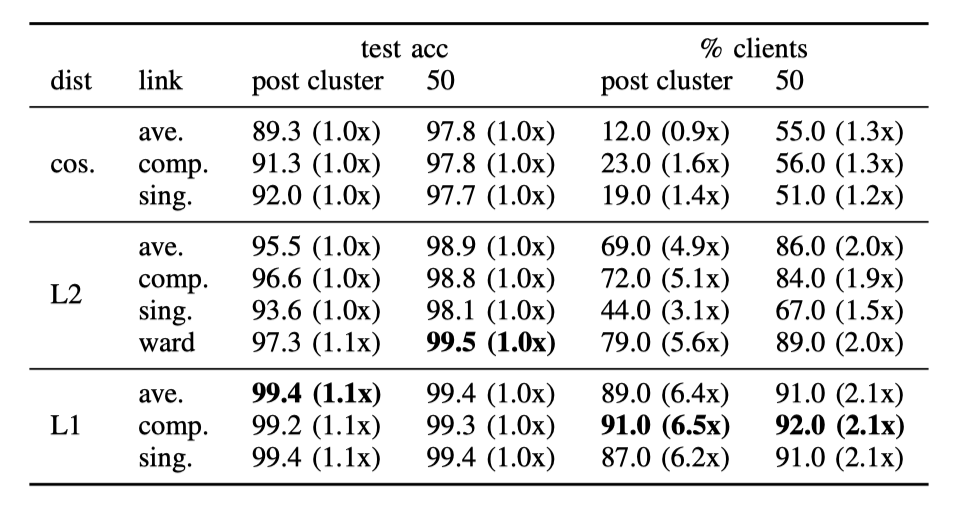 test acc % clients
dist link post cluster 50 post cluster 50
ave. 89.3 (1.0x) 97.8 (1.0x) 12.0 (0.9x) 55.0 (1.3x)
cos. comp. 91.3 (1.0x) 97.8 (1.0x) 23.0 (1.6x) 56.0 (1.3x)
sing. 92.0 (1.0x) 97.7 (1.0x) 19.0 (1.4x) 51.0 (1.2x)
ave. 95.5 (1.0x) 98.9 (1.0x) 69.0 (4.9x) 86.0 (2.0x)
comp. 96.6 (1.0x) 98.8 (1.0x) 72.0 (5.1x) 84.0 (1.9x)
L2
sing. 93.6 (1.0x) 98.1 (1.0x) 44.0 (3.1x) 67.0 (1.5x)
ward 97.3 (1.1x) 99.5 (1.0x) 79.0 (5.6x) 89.0 (2.0x)
ave. 99.4 (1.1x) 99.4 (1.0x) 89.0 (6.4x) 91.0 (2.1x)
L1 comp. 99.2 (1.1x) 99.3 (1.0x) 91.0 (6.5x) 92.0 (2.1x)
sing. 99.4 (1.1x) 99.4 (1.0x) 87.0 (6.2x) 91.0 (2.1x)